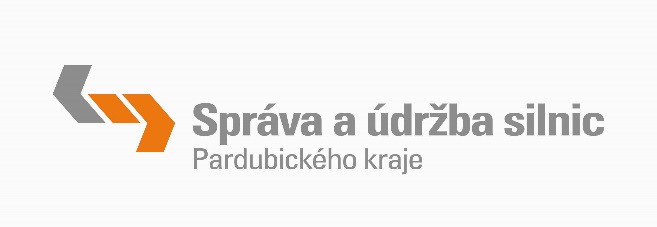 Správa a údržba silnic
Pardubického kraje